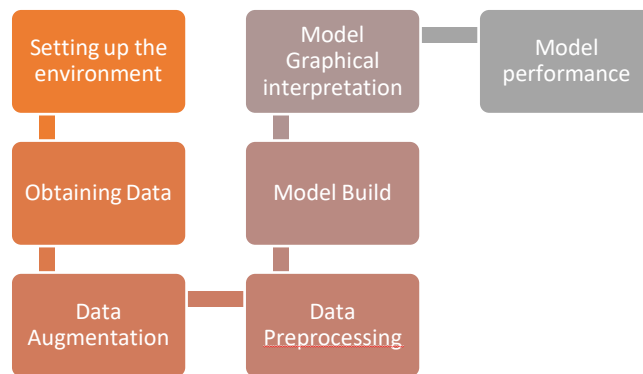 Setting up the
environment
Obtaining Data
Data
Augmentation
Data
Preprocessing
Model Build
Model
Graphical
interpretation
Model
performance